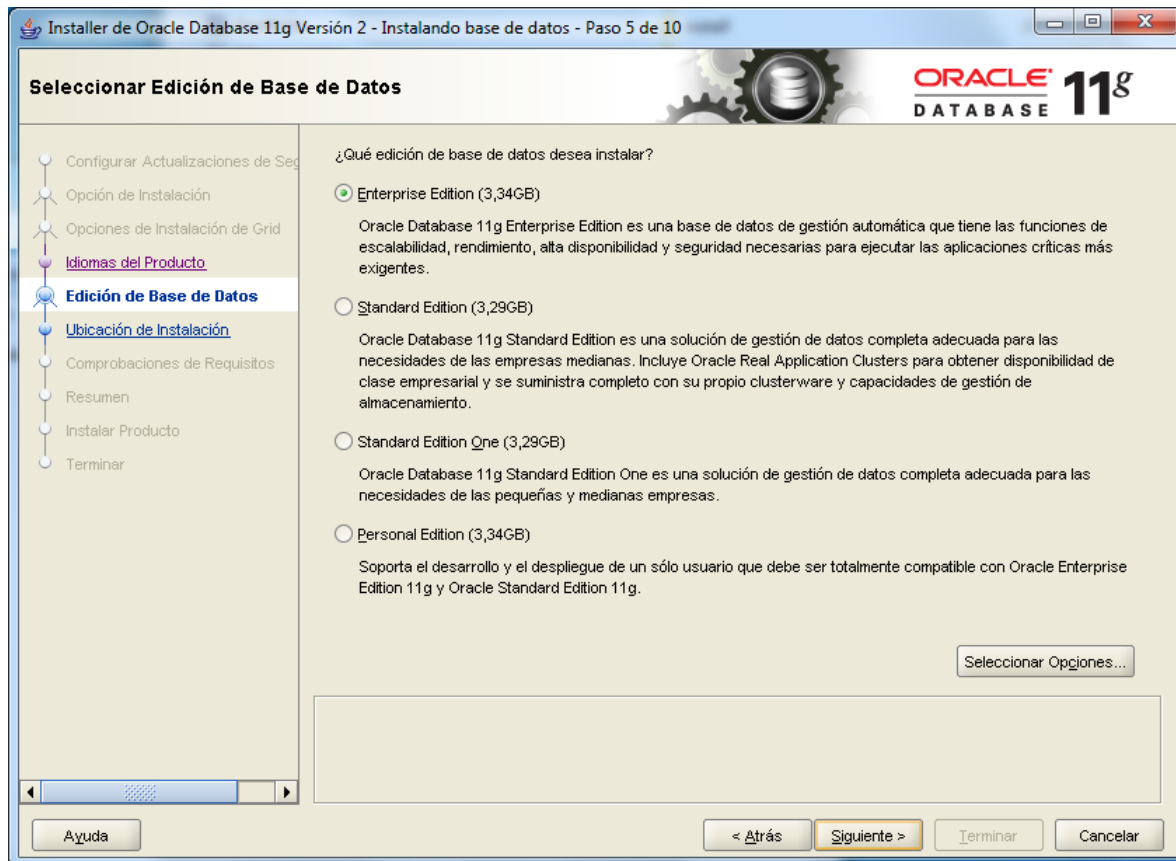 Installer de Oracle Database 11g Versión 2 - Instalando base de datos - Paso 5 de 10
Seleccionar Edición de Base de Datos
ORACLE
DATABASE
11g
Configurar Actualizaciones de Seg
Opción de Instalación
Opciones de Instalación de Grid
Idiomas del Producto
Edición de Base de Datos
Ubicación de Instalación
Comprobaciones de Requisitos
Resumen
Instalar Producto
Terminar
¿Qué edición de base de datos desea instalar?
Enterprise Edition (3,34GB)
Oracle Database 11g Enterprise Edition es una base de datos de gestión automática que tiene las funciones de
escalabilidad, rendimiento, alta disponibilidad y seguridad necesarias para ejecutar las aplicaciones críticas más
exigentes.
Standard Edition (3,29GB)
Oracle Database 11g Standard Edition es una solución de gestión de datos completa adecuada para las
necesidades de las empresas medianas. Incluye Oracle Real Application Clusters para obtener disponibilidad de
clase empresarial y se suministra completo con su propio clusterware y capacidades de gestión de
almacenamiento.
Standard Edition One (3,29GB)
Oracle Database 11g Standard Edition One es una solución de gestión de datos completa adecuada para las
necesidades de las pequeñas y medianas empresas.
Personal Edition (3,34GB)
Soporta el desarrollo y el despliegue de un sólo usuario que debe ser totalmente compatible con Oracle Enterprise
Edition 11g y Oracle Standard Edition 11g.
Seleccionar Opciones...
Ayuda
< Atrás
Siguiente >
Terminar
Cancelar